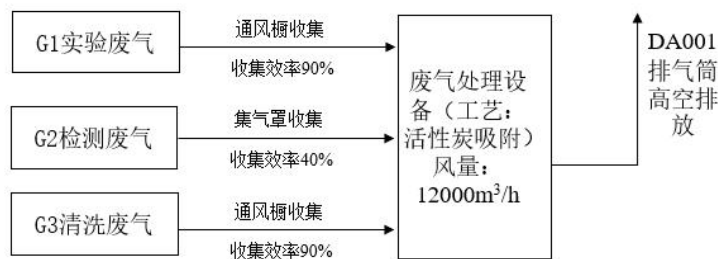 G1实验废气
通风橱收集
收集效率90%
G2检测废气
集气罩收集
收集效率40%
G3清洗废气
通风橱收集
收集效率90%
废气处理设
备（工艺：
活性炭吸附）
风量：
12000m³/h
DA001
排气筒
高空排
放